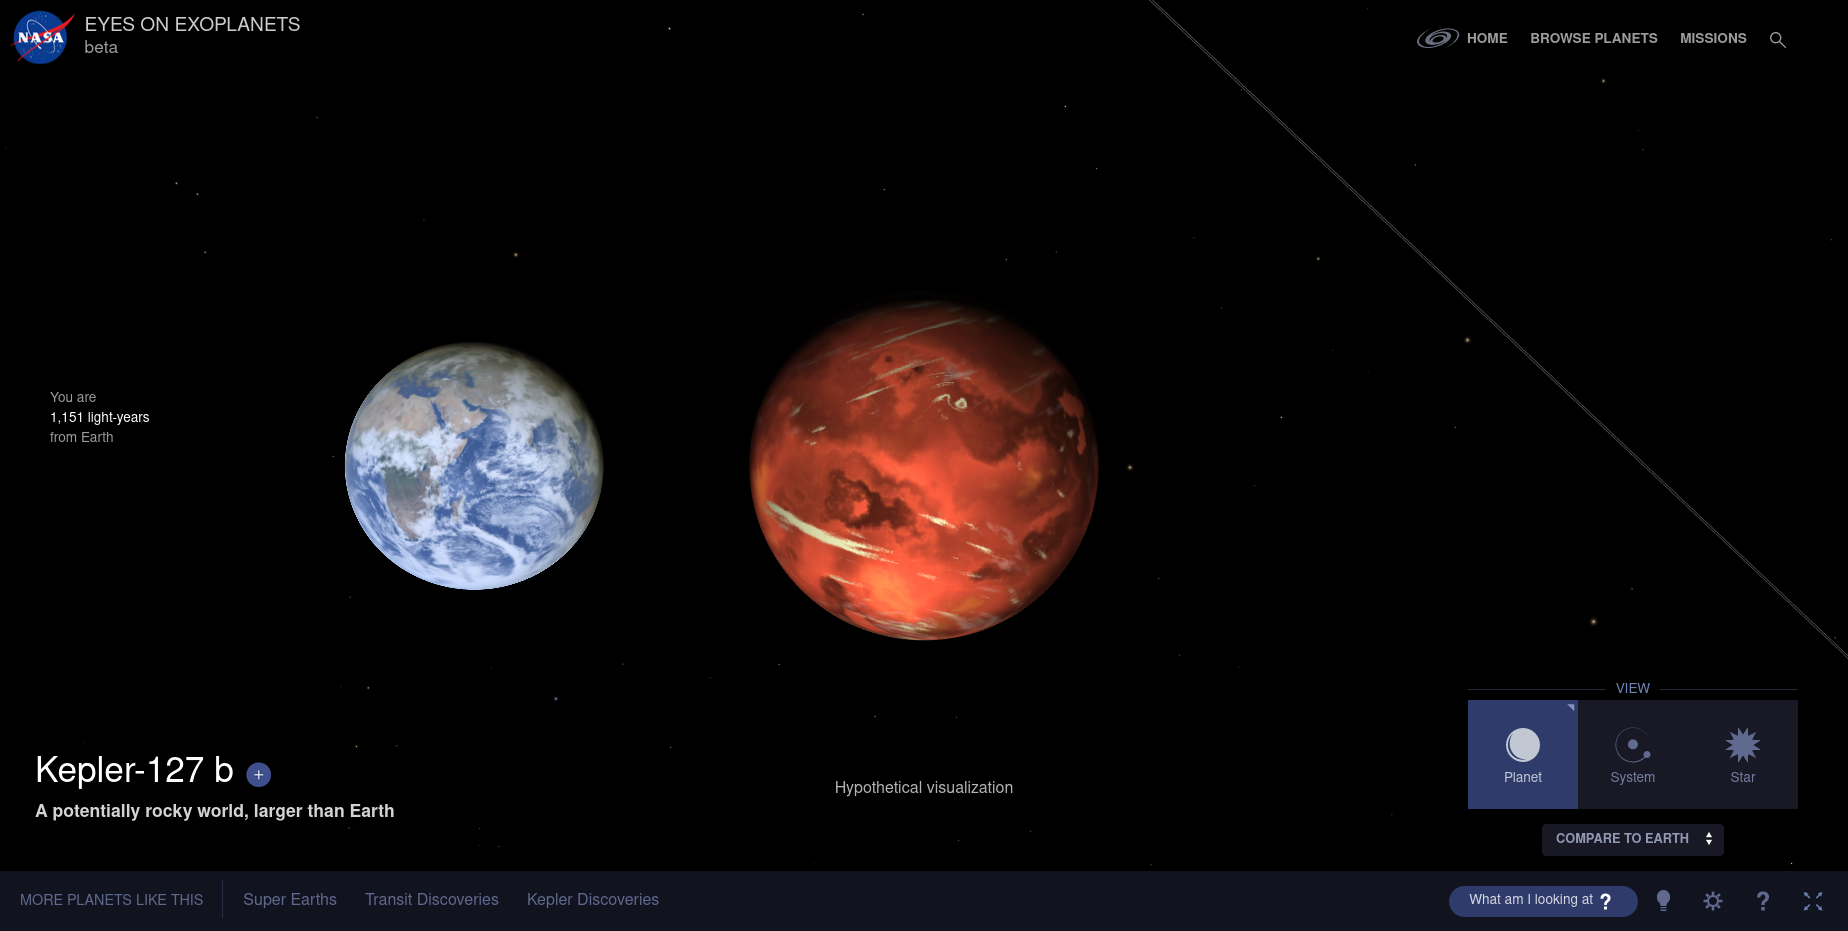 NASA
EYES ON EXOPLANETS
beta
HOME
BROWSE PLANETS
MISSIONS
You are
1,151 light-years
from Earth
Kepler-127 b +
A potentially rocky world, larger than Earth
Hypothetical visualization
VIEW
Planet
System
Star
COMPARE TO EARTH
MORE PLANETS LIKE THIS
Super Earths
Transit Discoveries
Kepler Discoveries
What am I looking at ?
?